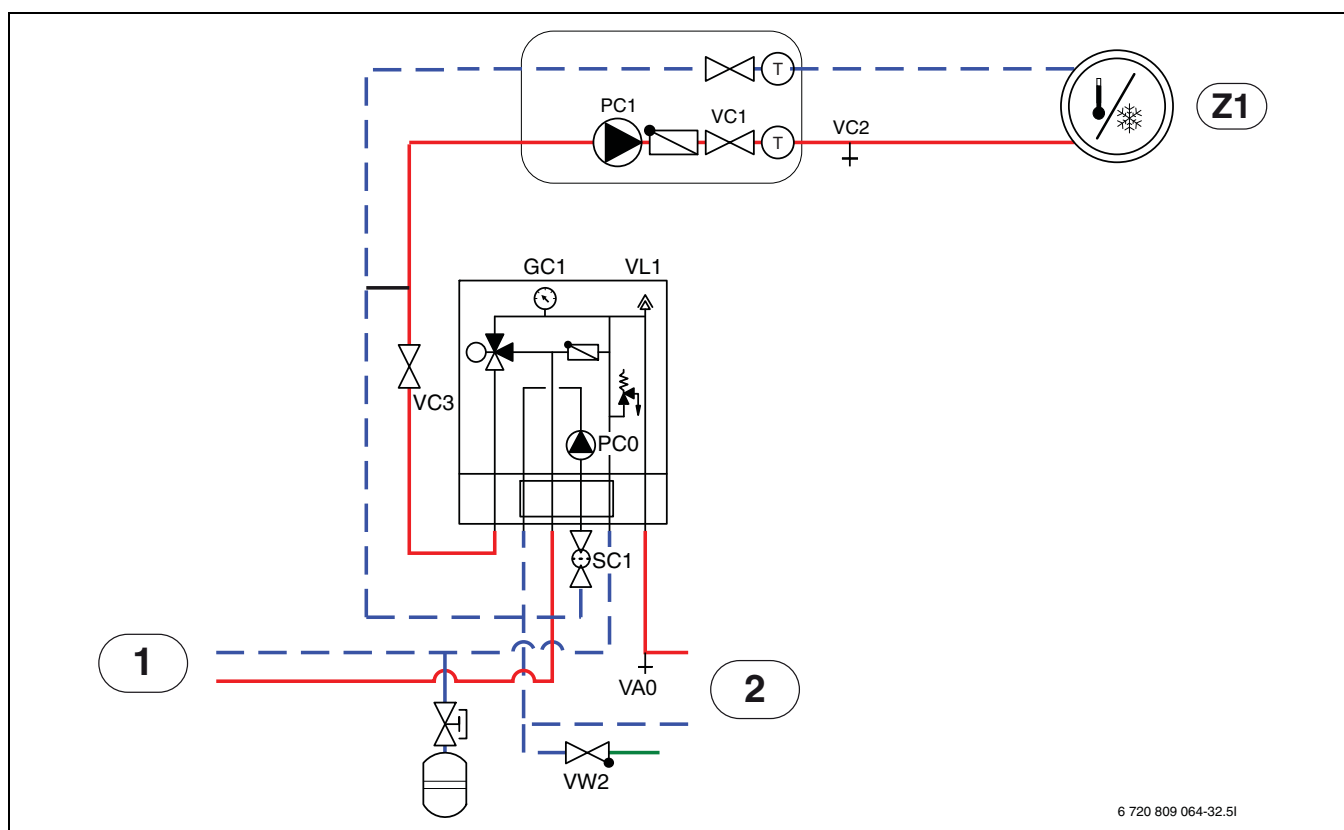 T
PC1
VC1
T
VC2
Z1
GC1
VL1
VC3
PC0
SC1
1
VA0
2
VW2
6 720 809 064-32.5I